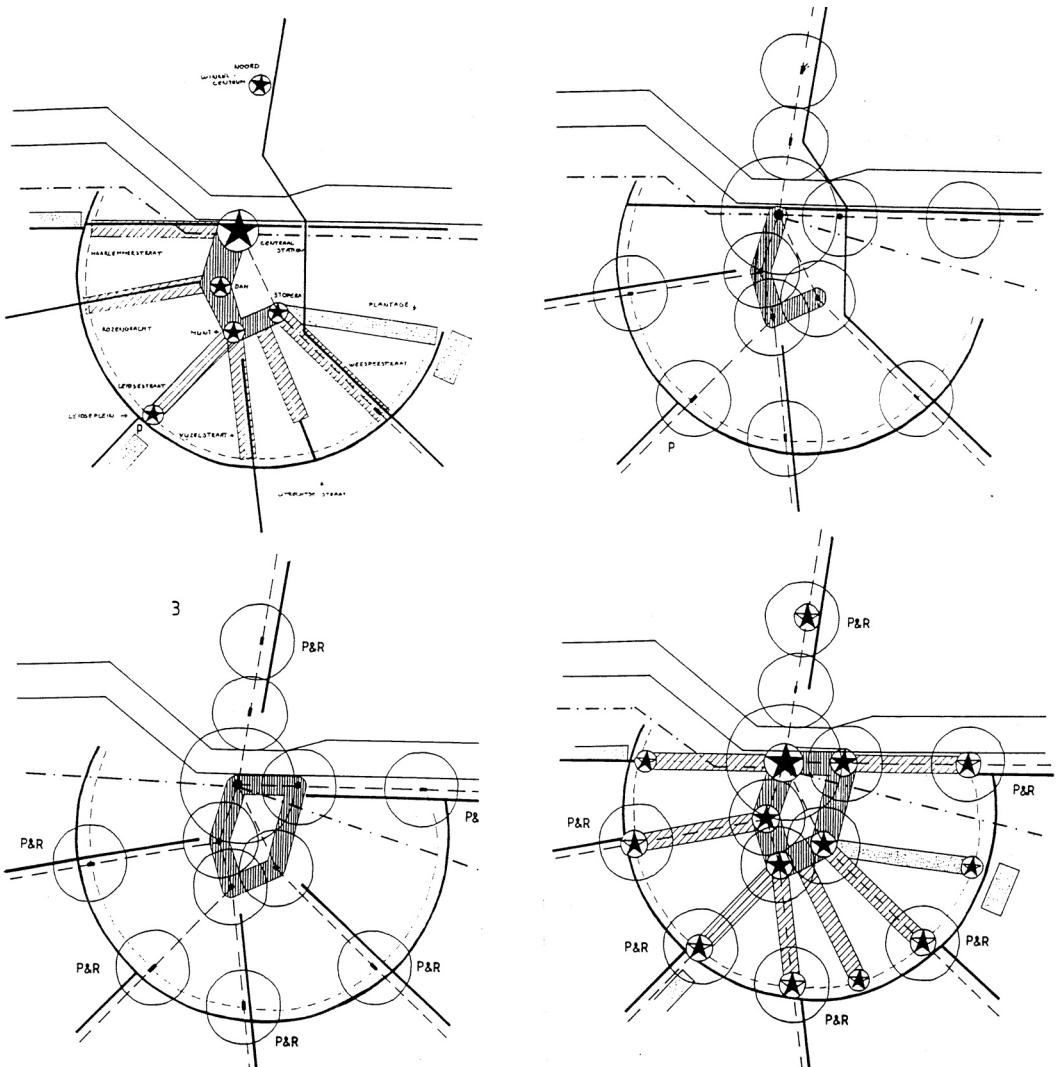 NOORD
WINKEL-
CENTRUM
CENTRAAL
STATION
HAARLEMMERSTRAAT
DAM
STOPERA
PLANTAGE
ROZENGRACHT
MUNT
WEESPERSTRAAT
LEIDSESTRAAT
LEIDSEPLEIN
P
VIJZELSTRAAT
UTRECHTSE STRAAT
P
3
P&R
P&R
P&
P&R
P&R
P&R
P&R
P&R
P&R
P&R
P&R
P&R